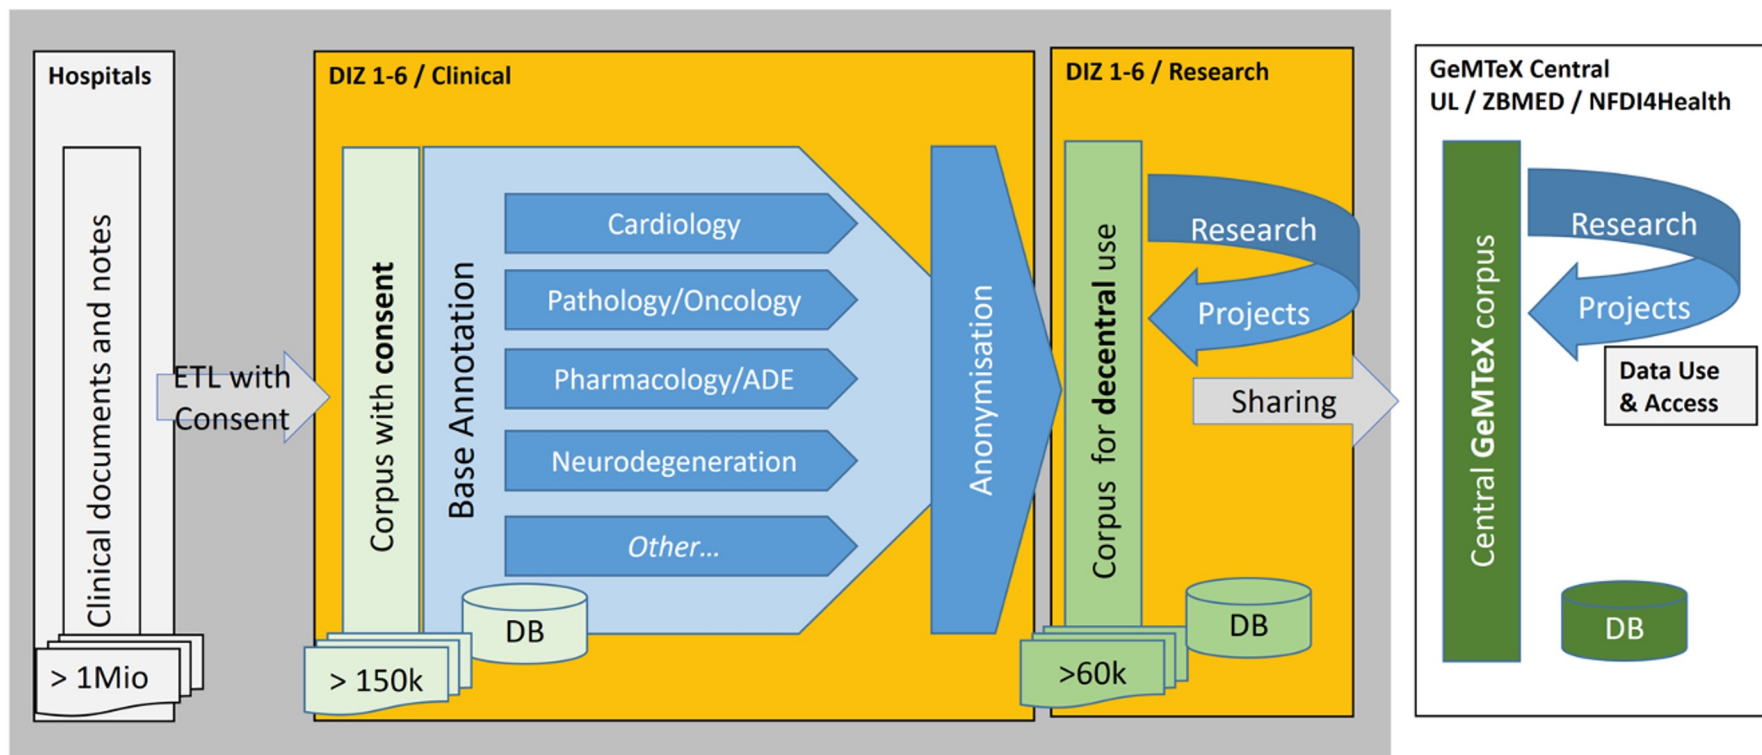 Hospitals
Clinical documents and notes
> 1Mio
ETL with
Consent
DIZ 1-6 / Clinical
Corpus with consent
> 150k
Base Annotation
Cardiology
Pathology/Oncology
Pharmacology/ADE
Neurodegeneration
Other...
DB
Anonymisation
DIZ 1-6 / Research
Corpus for decentral use
>60k
Research
Projects
Sharing
DB
GeMTeX Central
UL / ZBMED / NFDI4Health
Central GeMTeX corpus
Research
Projects
Data Use
& Access
DB